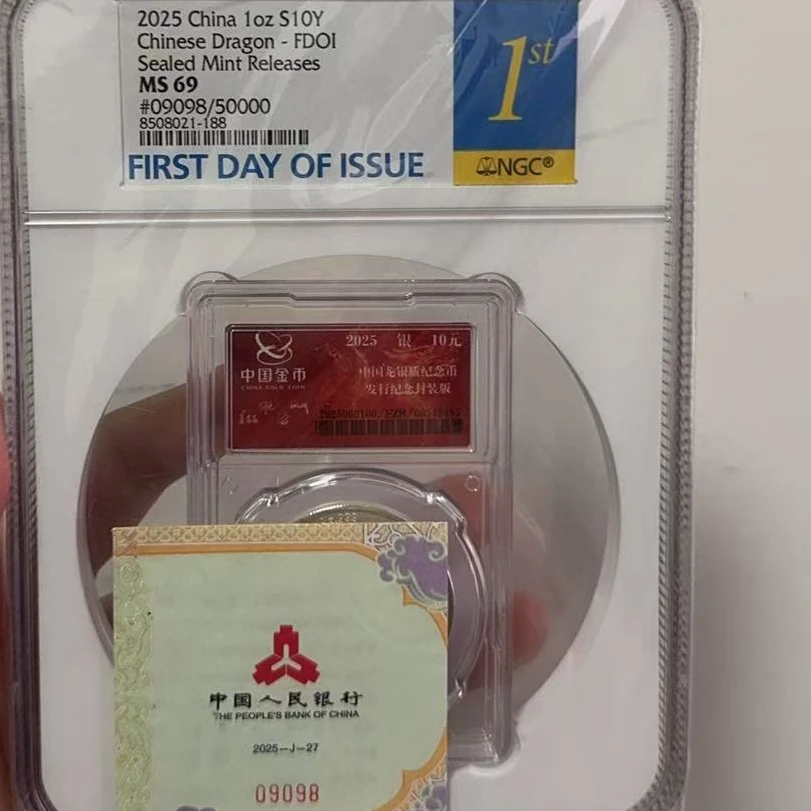 2025 China 1oz S10Y
Chinese Dragon - FDOI
Sealed Mint Releases
MS 69
#09098/50000
8508021-188
FIRST DAY OF ISSUE
1st
NGC®
2025 银 10元
中国金币
CHINA GOLD COIN
中国龙银质纪念币
发行纪念封装版
中国人民银行
THE PEOPLE'S BANK OF CHINA
2025-J-27
09098